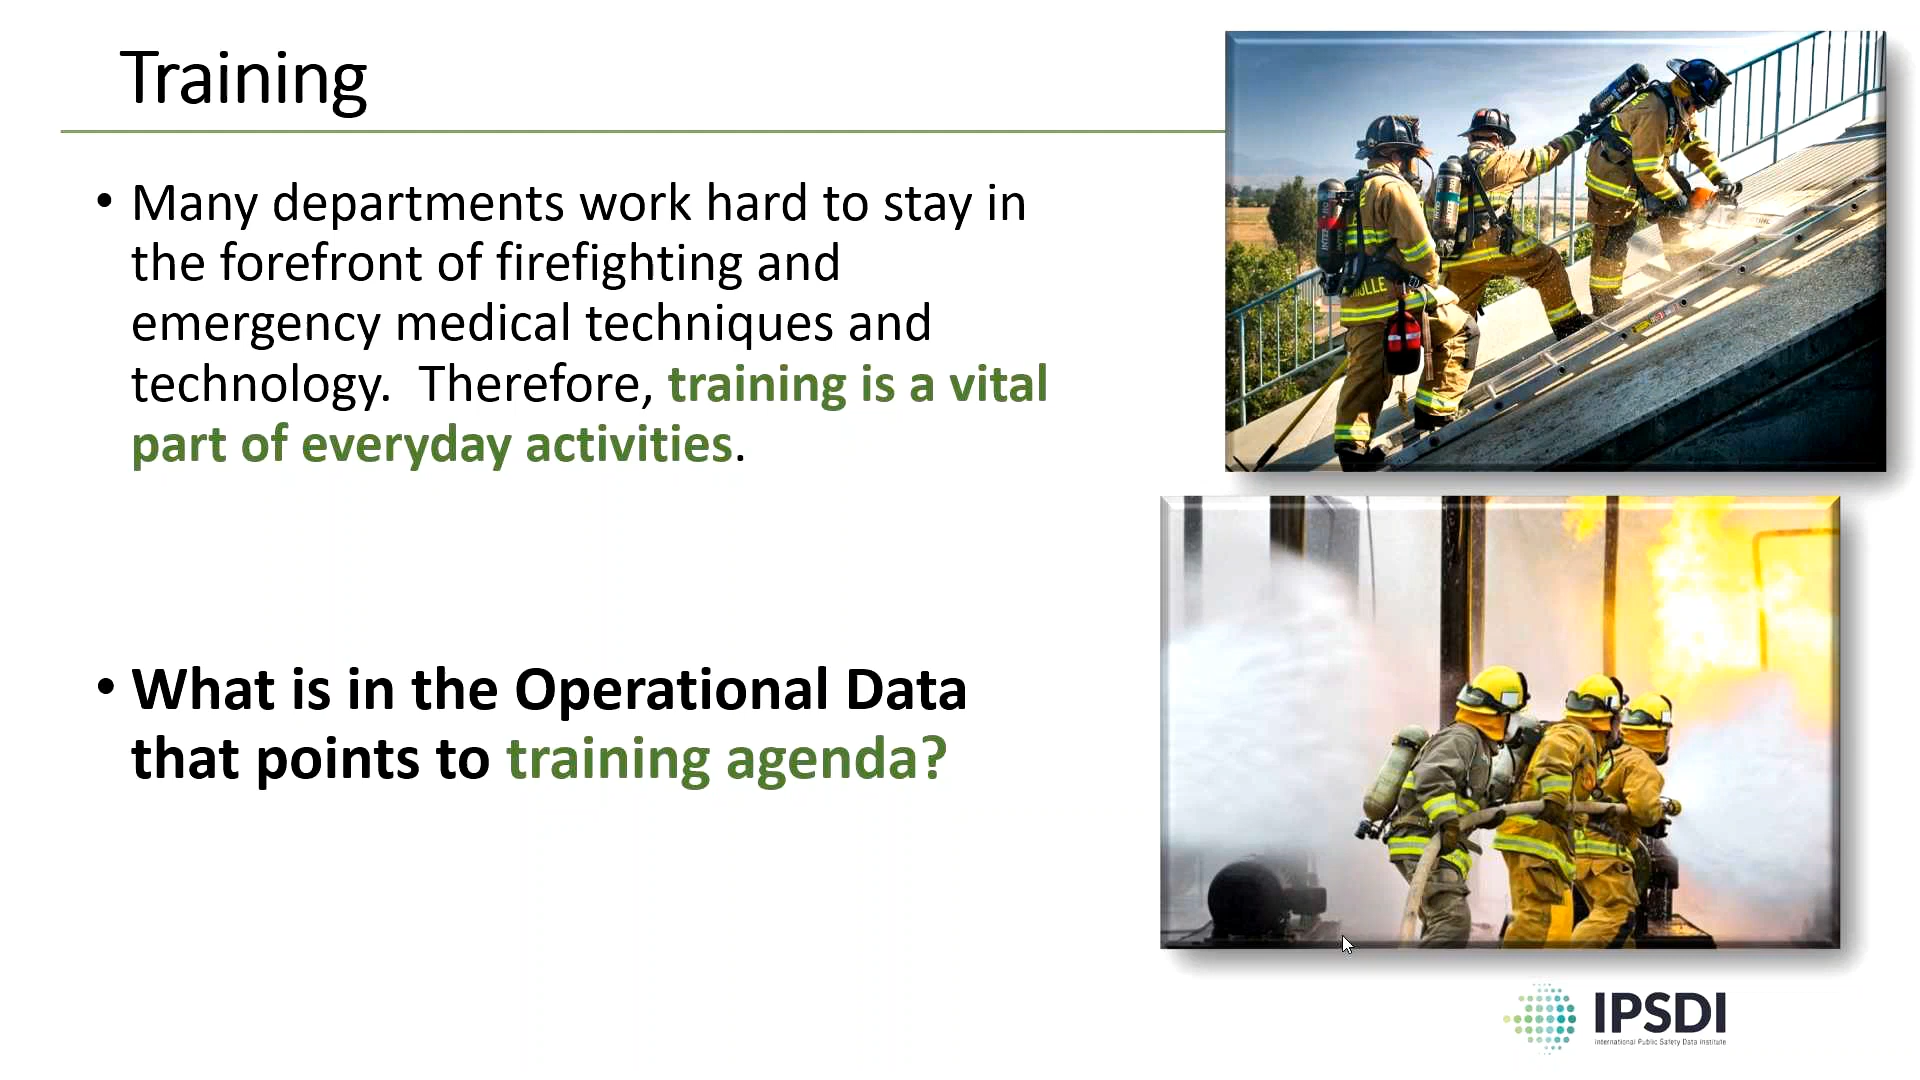 Training
• Many departments work hard to stay in
the forefront of firefighting and
emergency medical techniques and
technology.  Therefore, training is a vital
part of everyday activities.
• What is in the Operational Data
that points to training agenda?
IPSDI
International Public Safety Data Institute